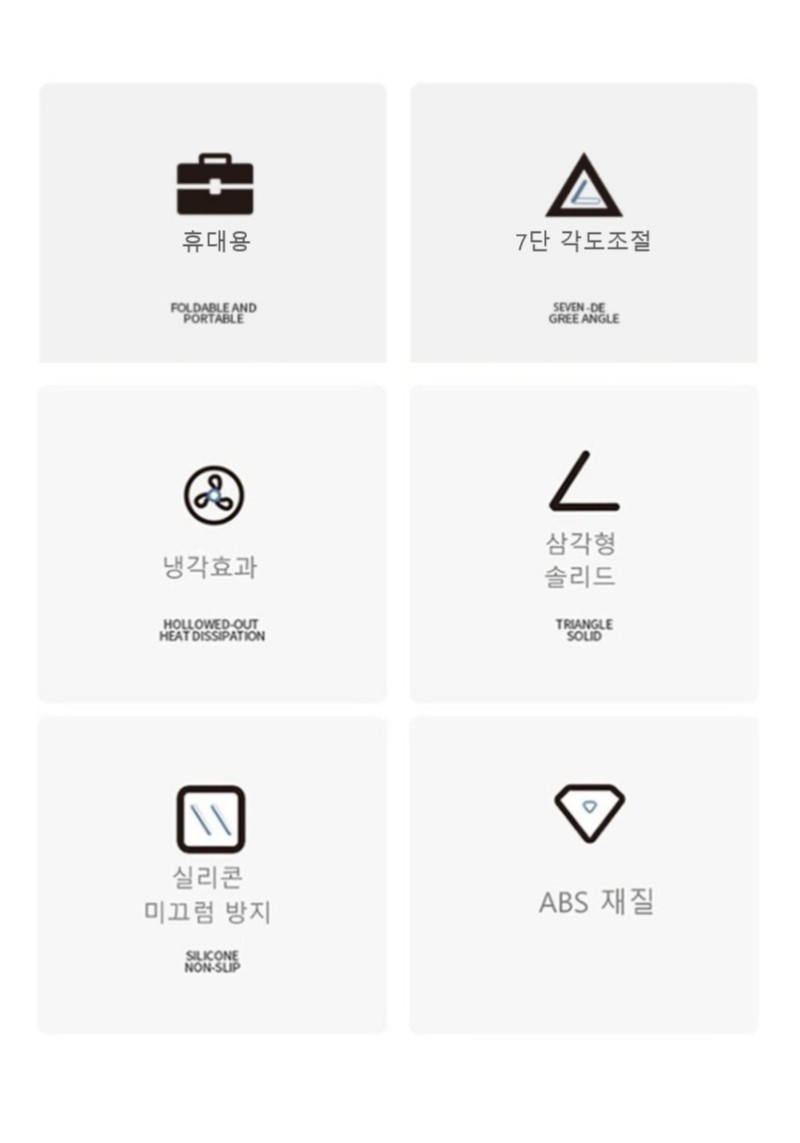 휴대용
FOLDABLE AND
PORTABLE
7단 각도조절
SEVEN -DE
GREE ANGLE
냉각효과
HOLLOWED-OUT
HEAT DISSIPATION
삼각형
솔리드
TRIANGLE
SOLID
실리콘
미끄럼 방지
SILICONE
NON-SLIP
ABS 재질